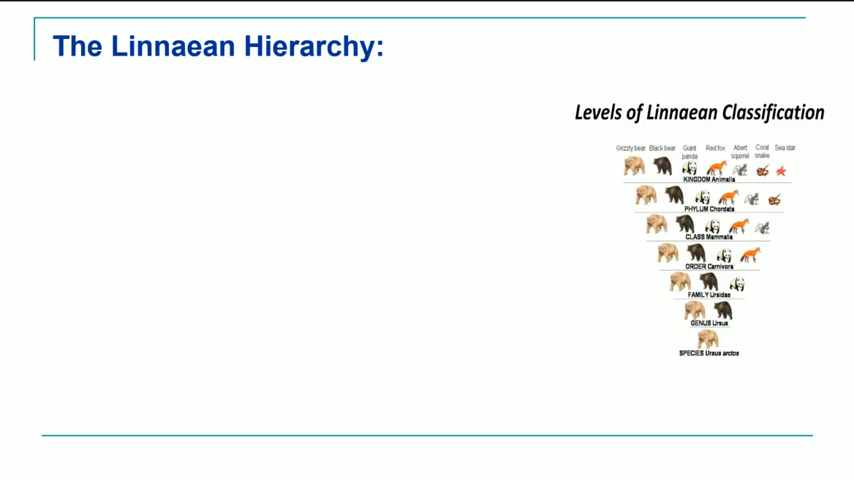 The Linnaean Hierarchy:
Levels of Linnaean Classification
Grizzly bear Black bear Giant panda Red fox Abert squirrel Coral snake Sea star
KINGDOM Animalia
PHYLUM Chordata
CLASS Mammalia
ORDER Carnivora
FAMILY Ursidae
GENUS Ursus
SPECIES Ursus arctos